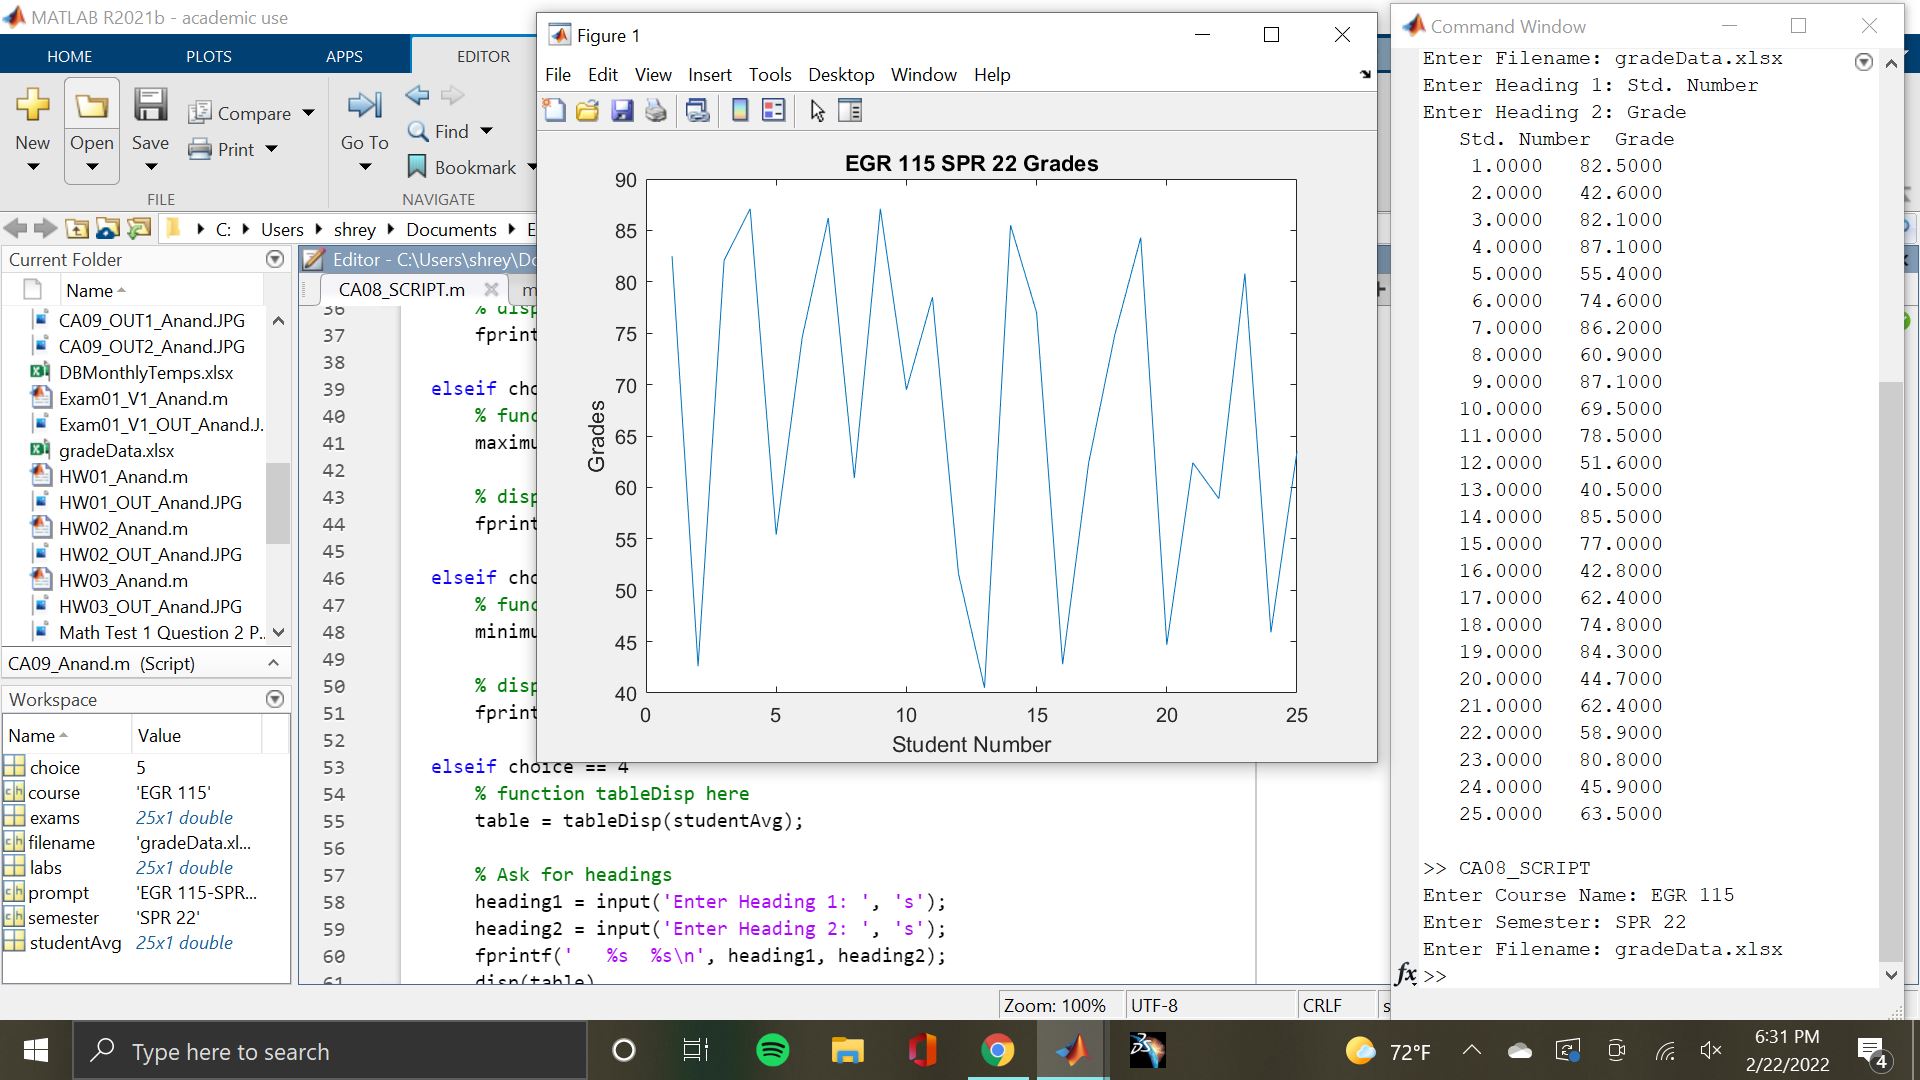 MATLAB R2021b - academic use
HOME PLOTS APPS EDITOR
New Open Save Compare Print
FILE
Go To Find Bookmark
NAVIGATE
C: Users shrey Documents E
Current Folder
Name
CA09_OUT1_Anand.JPG
CA09_OUT2_Anand.JPG
DBMonthlyTemps.xlsx
Exam01_V1_Anand.m
Exam01_V1_OUT_Anand.J..
gradeData.xlsx
HW01_Anand.m
HW01_OUT_Anand.JPG
HW02_Anand.m
HW02_OUT_Anand.JPG
HW03_Anand.m
HW03_OUT_Anand.JPG
Math Test 1 Question 2 P..
CA09_Anand.m (Script)
Workspace
Name Value
choice 5
course 'EGR 115'
exams 25x1 double
filename 'gradeData.xl...
labs 25x1 double
prompt 'EGR 115-SPR...
semester 'SPR 22'
studentAvg 25x1 double
Editor - C:\Users\shrey\Do
CA08_SCRIPT.m m
36 % disp
37 fprint
38
39 elseif cho
40 % func
41 maximu
42
43 % disp
44 fprint
45
46 elseif cho
47 % func
48 minimu
49
50 % disp
51 fprint
52
53 elseif choice == 4
54 % function tableDisp here
55 table = tableDisp(studentAvg);
56
57 % Ask for headings
58 heading1 = input('Enter Heading 1: ', 's');
59 heading2 = input('Enter Heading 2: ', 's');
60 fprintf('   %s  %s\n', heading1, heading2);
61 disp(table)
Zoom: 100% UTF-8 CRLF s
Figure 1
File Edit View Insert Tools Desktop Window Help
EGR 115 SPR 22 Grades
90
85
80
75
70
65
60
55
50
45
40
Grades
0 5 10 15 20 25
Student Number
Command Window
Enter Filename: gradeData.xlsx
Enter Heading 1: Std. Number
Enter Heading 2: Grade
Std. Number  Grade
1.0000 82.5000
2.0000 42.6000
3.0000 82.1000
4.0000 87.1000
5.0000 55.4000
6.0000 74.6000
7.0000 86.2000
8.0000 60.9000
9.0000 87.1000
10.0000 69.5000
11.0000 78.5000
12.0000 51.6000
13.0000 40.5000
14.0000 85.5000
15.0000 77.0000
16.0000 42.8000
17.0000 62.4000
18.0000 74.8000
19.0000 84.3000
20.0000 44.7000
21.0000 62.4000
22.0000 58.9000
23.0000 80.8000
24.0000 45.9000
25.0000 63.5000
>> CA08_SCRIPT
Enter Course Name: EGR 115
Enter Semester: SPR 22
Enter Filename: gradeData.xlsx
fx >>
Type here to search
72°F
6:31 PM
2/22/2022
4